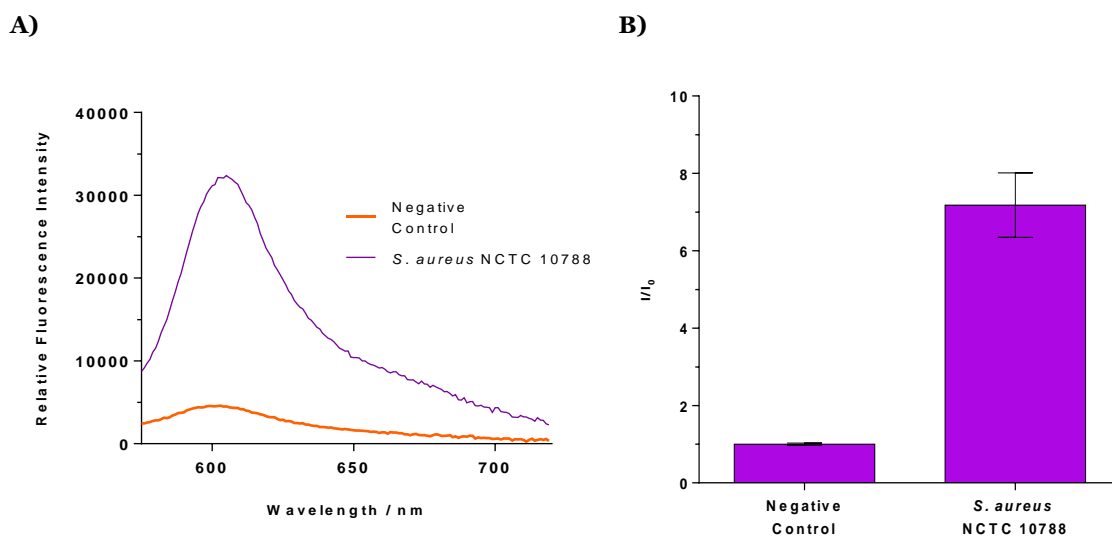 A)
B)
40000
30000
20000
10000
0
Relative Fluorescence Intensity
600
650
700
Wavelength / nm
Negative
Control
S. aureus NCTC 10788
10
8
6
4
2
0
I/I₀
Negative
Control
S. aureus
NCTC 10788